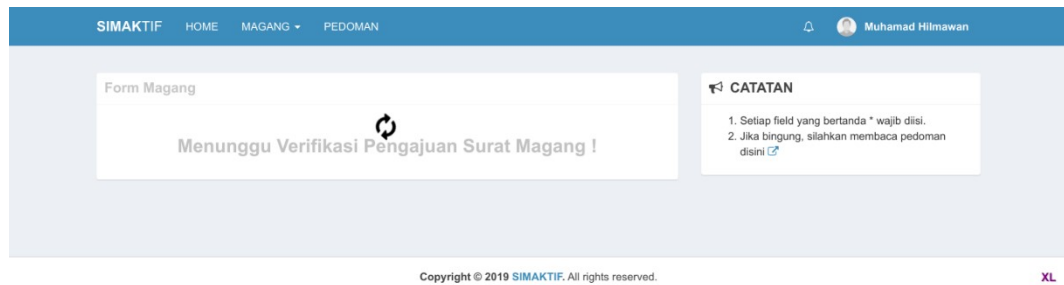 SIMAKTIF HOME MAGANG PEDOMAN Muhamad Hilmawan
Form Magang
Menunggu Verifikasi Pengajuan Surat Magang !
CATATAN
1. Setiap field yang bertanda * wajib diisi.
2. Jika bingung, silahkan membaca pedoman
disini
Copyright © 2019 SIMAKTIF. All rights reserved.
XL